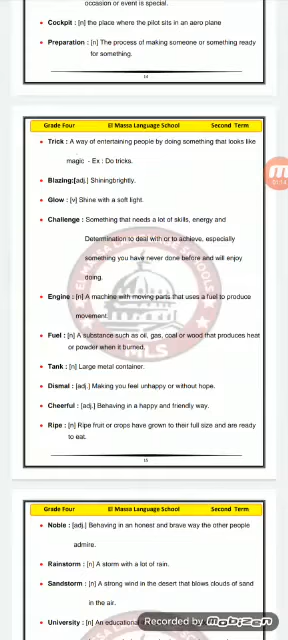 occasion or event is special.
Cockpit : [n] the place where the pilot sits in an aero plane
Preparation : [n] The process of making someone or something ready
for something.
14
Grade Four El Massa Language School Second Term
Trick : A way of entertaining people by doing something that looks like
magic - Ex : Do tricks.
Blazing:[adj.] Shiningbrightly.
Glow : [v] Shine with a soft light.
Challenge : Something that needs a lot of skills, energy and
Determination to deal with or to achieve, especially
something you have never done before and will enjoy
doing.
Engine : [n] A machine with moving parts that uses a fuel to produce
movement.
Fuel : [n] A substance such as oil, gas, coal or wood that produces heat
or powder when it burned.
Tank : [n] Large metal container.
Dismal : [adj.] Making you feel unhappy or without hope.
Cheerful : [adj.] Behaving in a happy and friendly way.
Ripe : [n] Ripe fruit or crops have grown to their full size and are ready
to eat.
MLS
15
01:14
Grade Four El Massa Language School Second Term
Noble : [adj.] Behaving in an honest and brave way the other people
admire.
Rainstorm : [n] A storm with a lot of rain.
Sandstorm : [n] A strong wind in the desert that blows clouds of sand
in the air.
University : [n] An educational
Recorded by Mobizen